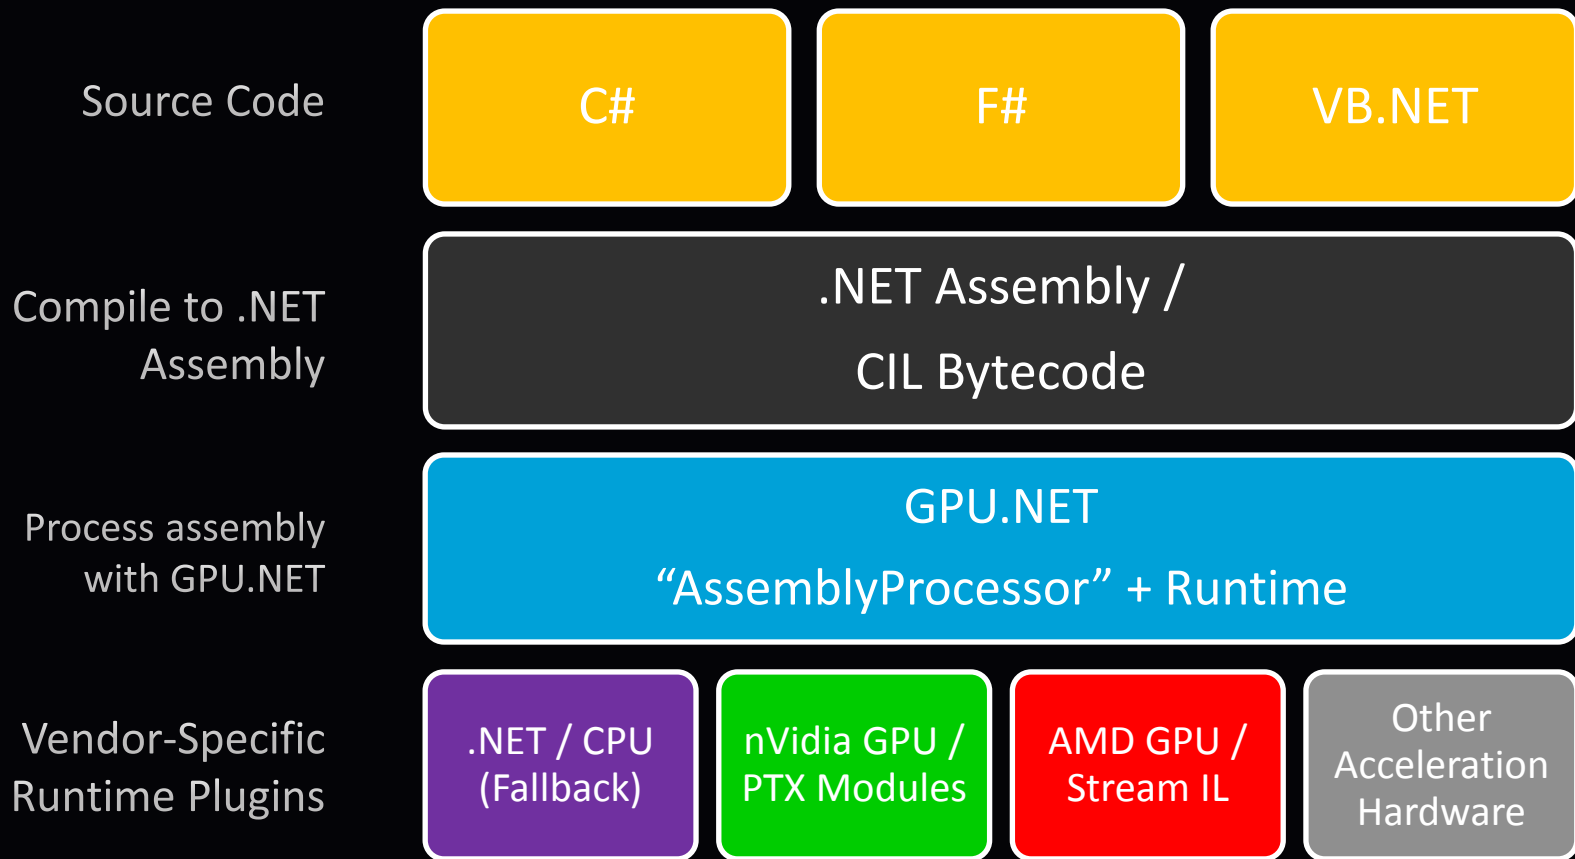 Source Code
C#
F#
VB.NET
Compile to .NET
Assembly
.NET Assembly /
CIL Bytecode
Process assembly
with GPU.NET
GPU.NET
“AssemblyProcessor” + Runtime
Vendor-Specific
Runtime Plugins
.NET / CPU
(Fallback)
nVidia GPU /
PTX Modules
AMD GPU /
Stream IL
Other
Acceleration
Hardware